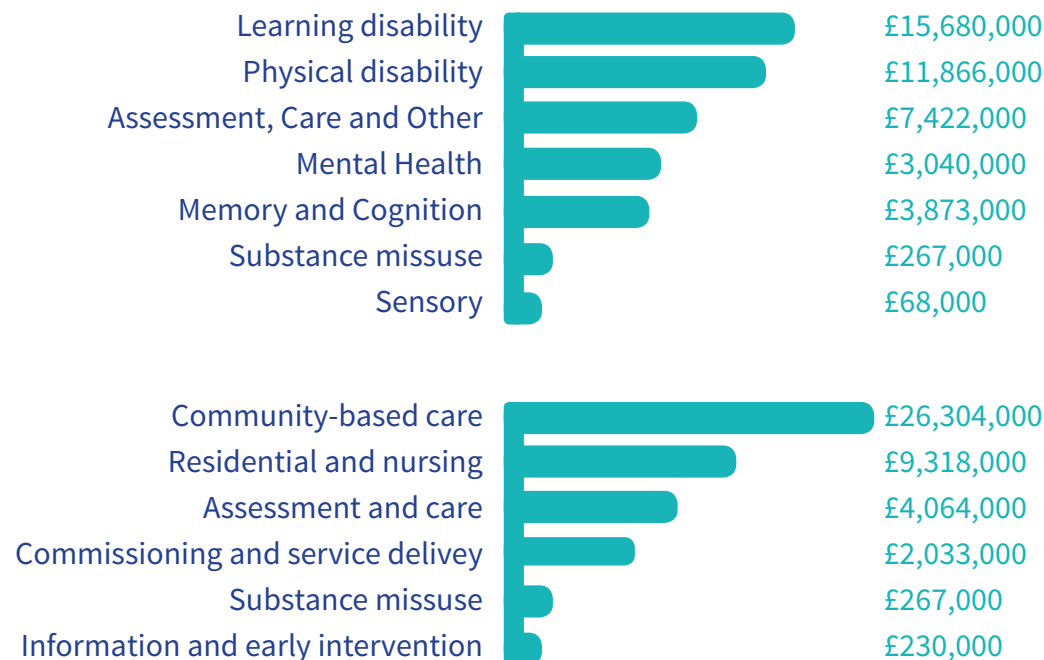 Learning disability £15,680,000
Physical disability £11,866,000
Assessment, Care and Other £7,422,000
Mental Health £3,040,000
Memory and Cognition £3,873,000
Substance missuse £267,000
Sensory £68,000
Community-based care £26,304,000
Residential and nursing £9,318,000
Assessment and care £4,064,000
Commissioning and service delivey £2,033,000
Substance missuse £267,000
Information and early intervention £230,000